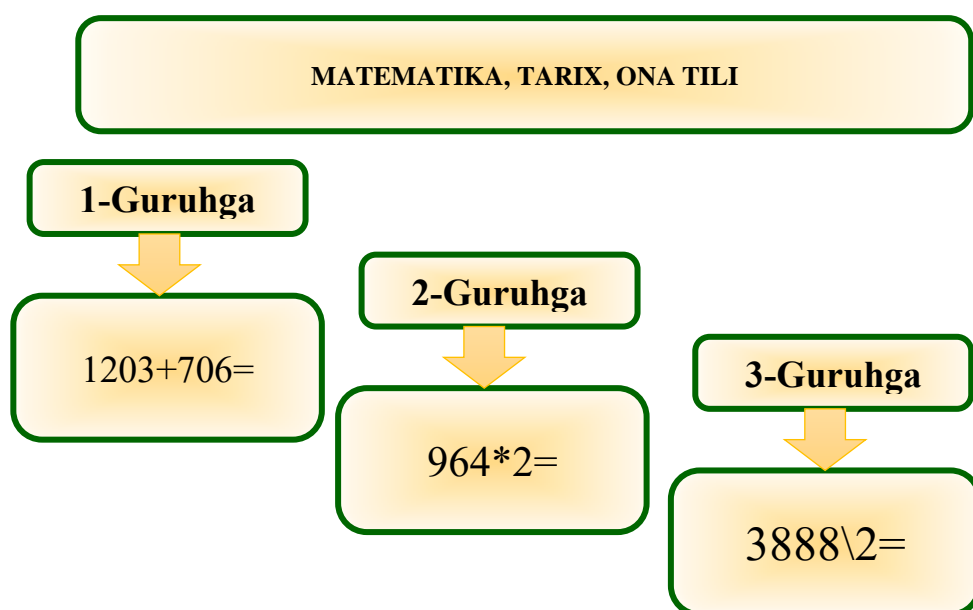 MATEMATIKA, TARIX, ONA TILI
1-Guruhga
1203+706=
2-Guruhga
964*2=
3-Guruhga
3888\2=